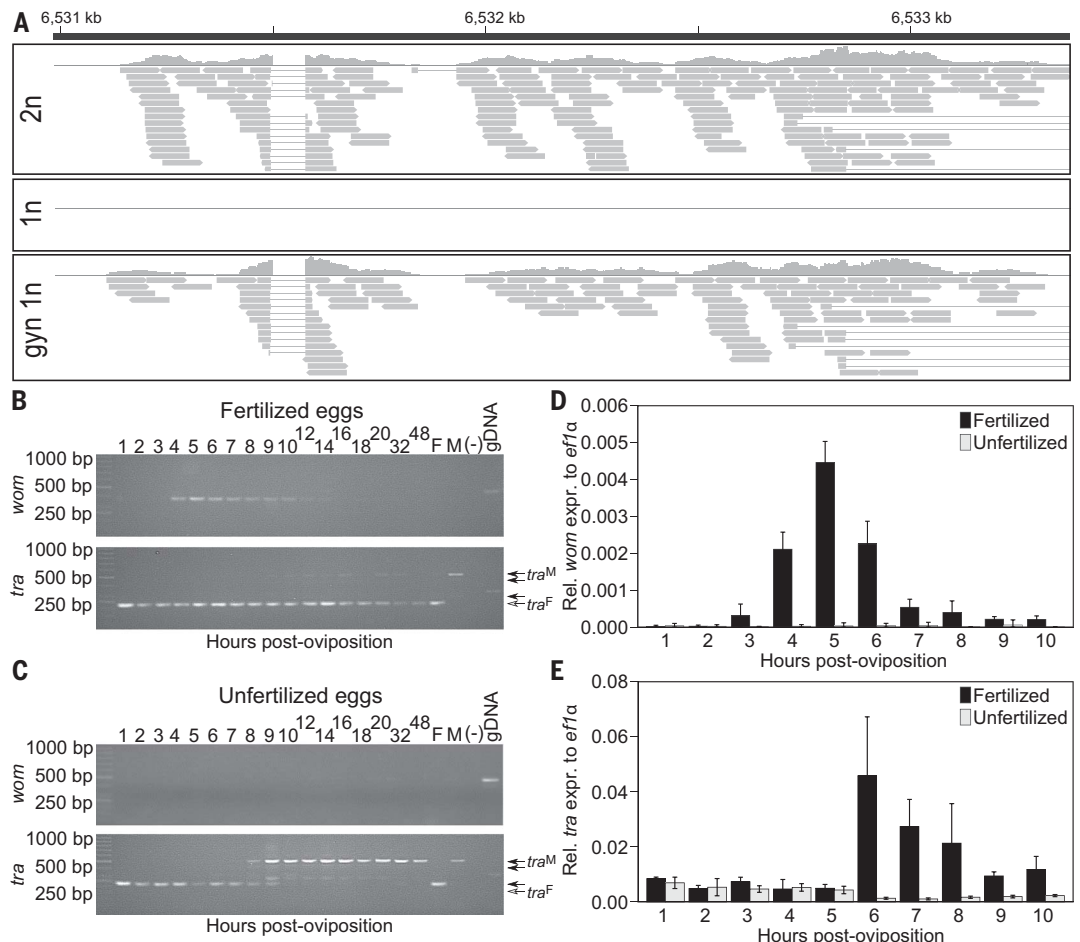 A
6,531 kb 6,532 kb 6,533 kb
2n
1n
gyn 1n
B
Fertilized eggs
1 2 3 4 5 6 7 8 9 10 12 14 16 18 20 32 48 F M (-) gDNA
wom
1000 bp
500 bp
250 bp
tra
1000 bp
500 bp
250 bp
traM
traF
Hours post-oviposition
C
Unfertilized eggs
1 2 3 4 5 6 7 8 9 10 12 14 16 18 20 32 48 F M (-) gDNA
wom
1000 bp
500 bp
250 bp
tra
1000 bp
500 bp
250 bp
traM
traF
Hours post-oviposition
D
Rel. wom expr. to ef1α
0.006
0.005
0.004
0.003
0.002
0.001
0.000
Fertilized
Unfertilized
1 2 3 4 5 6 7 8 9 10
Hours post-oviposition
E
Rel. tra expr. to ef1α
0.08
0.06
0.04
0.02
0.00
Fertilized
Unfertilized
1 2 3 4 5 6 7 8 9 10
Hours post-oviposition